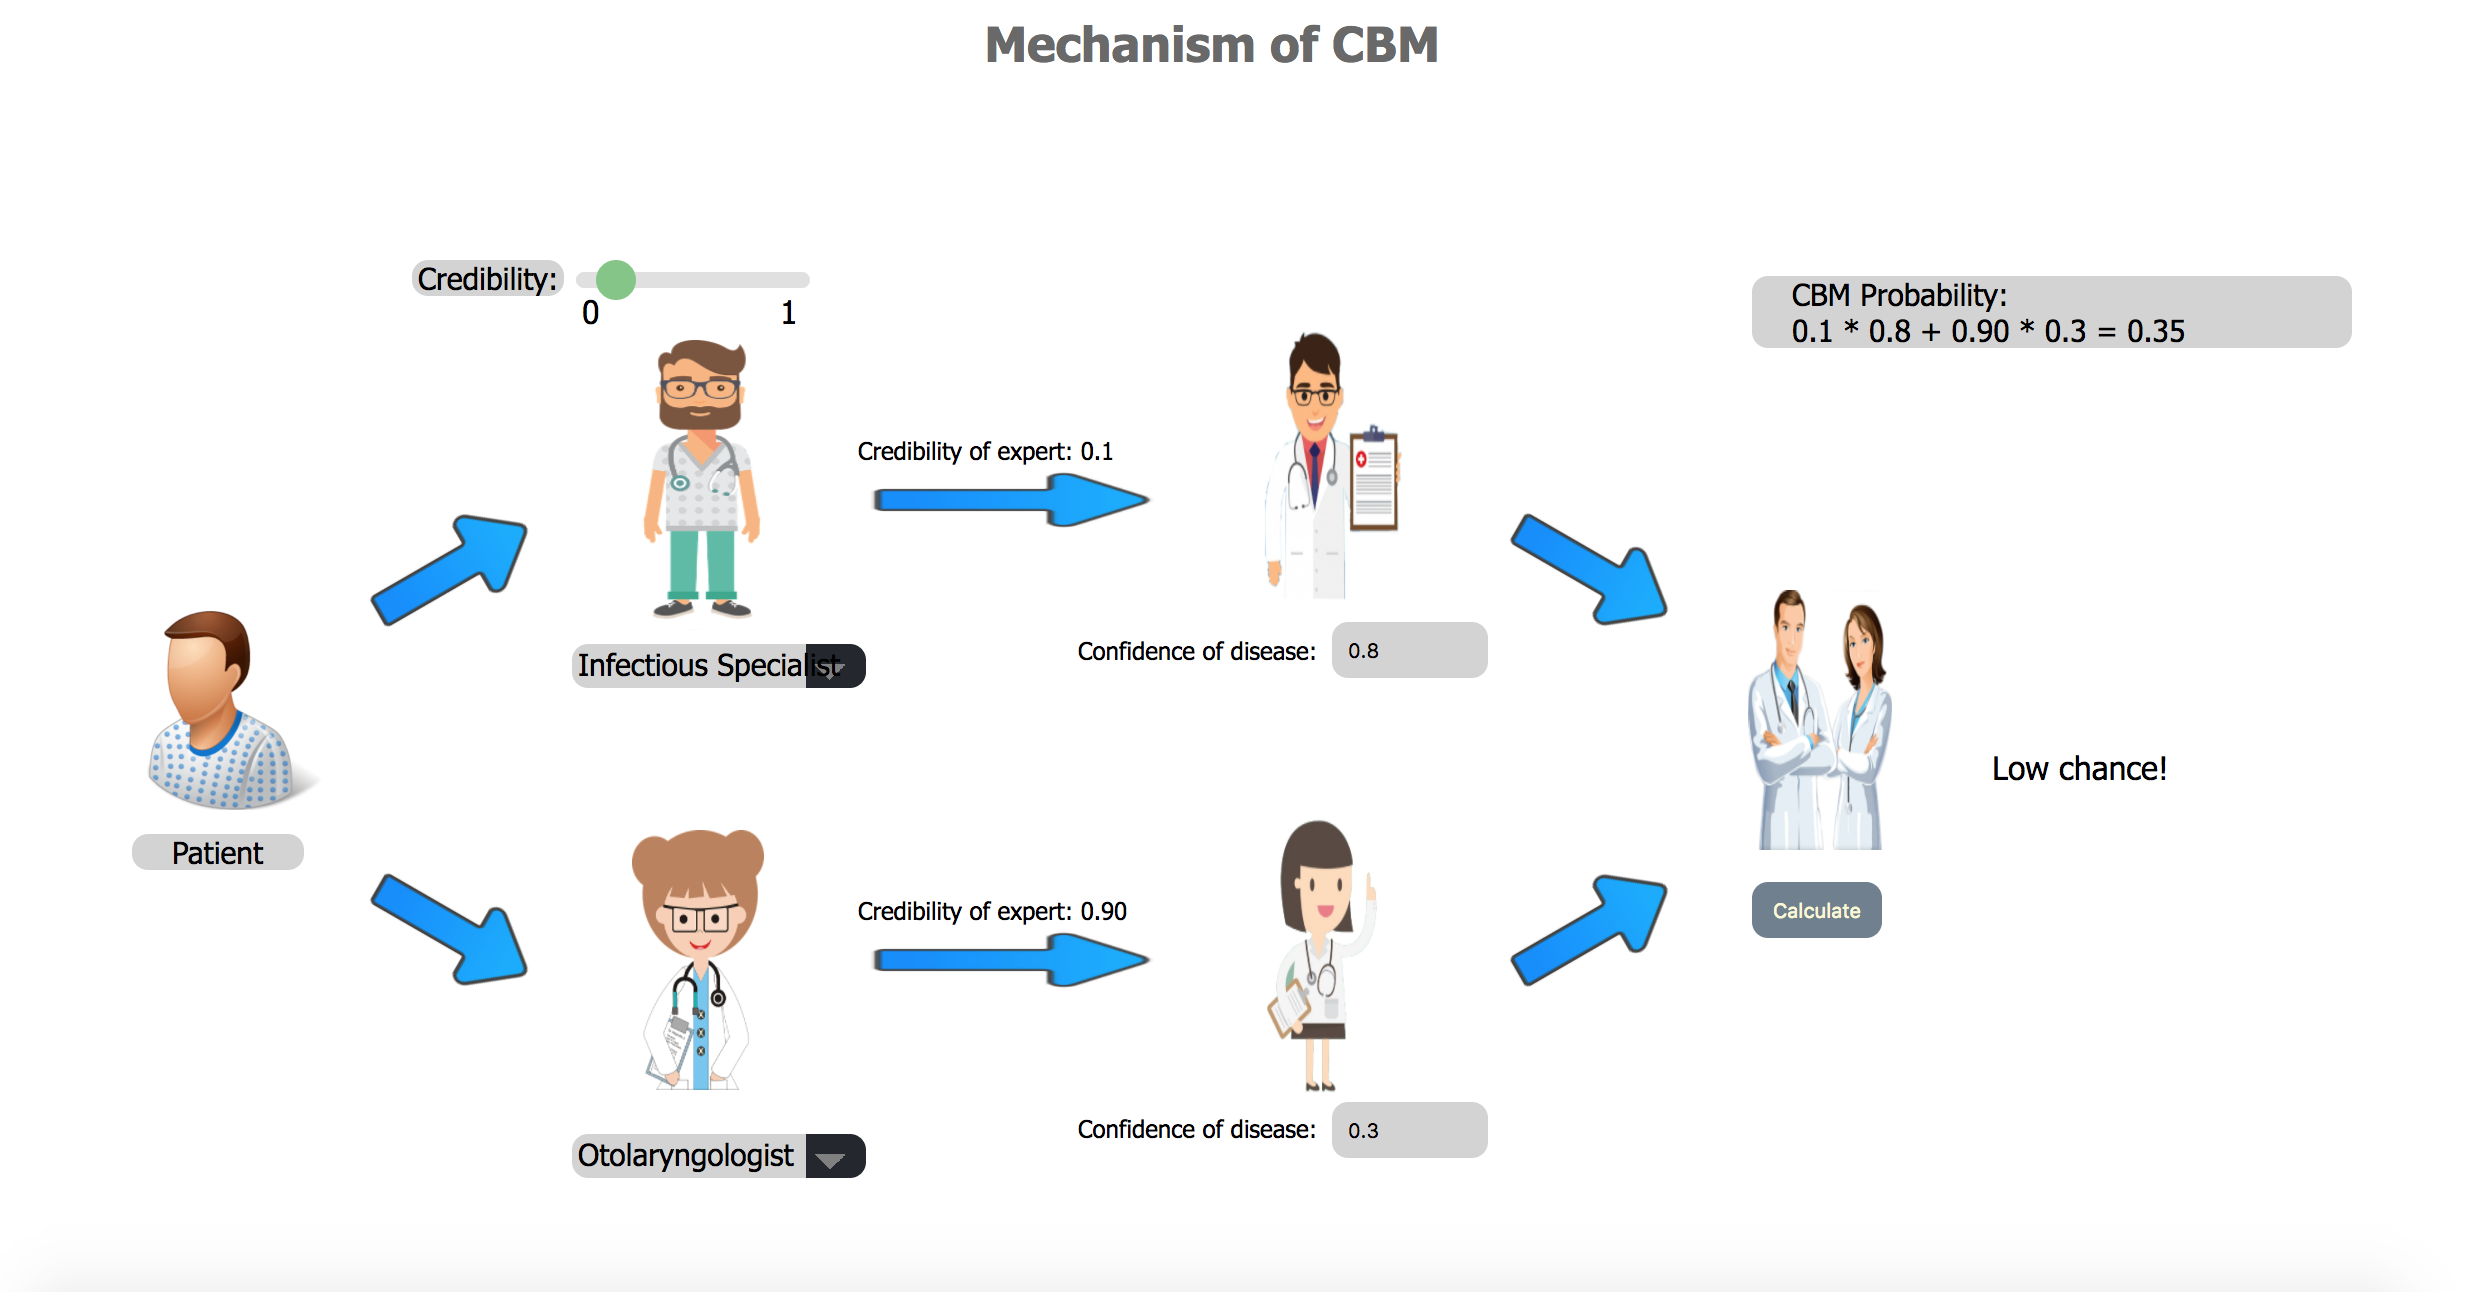 Mechanism of CBM
Credibility:
0 1
CBM Probability:
0.1 * 0.8 + 0.90 * 0.3 = 0.35
Credibility of expert: 0.1
Infectious Specialist
Confidence of disease: 0.8
Low chance!
Patient
Credibility of expert: 0.90
Calculate
Otolaryngologist
Confidence of disease: 0.3